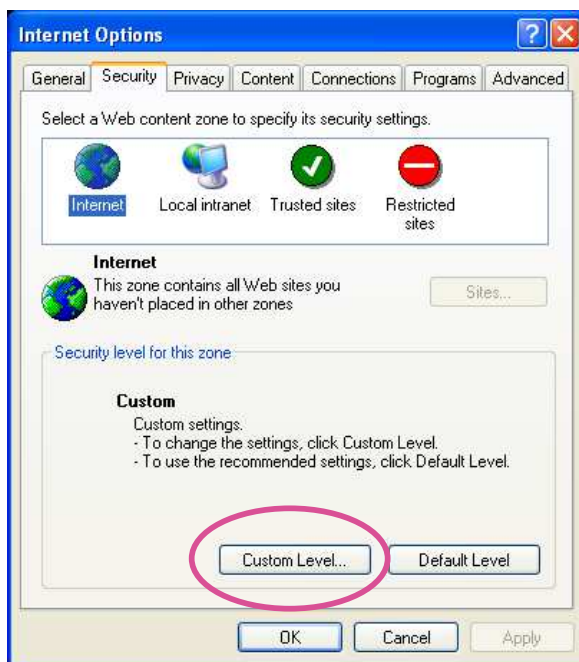 Internet Options
General Security Privacy Content Connections Programs Advanced
Select a Web content zone to specify its security settings.
Internet Local intranet Trusted sites Restricted
sites
Internet
This zone contains all Web sites you
haven't placed in other zones
Sites...
Security level for this zone
Custom
Custom settings.
- To change the settings, click Custom Level.
- To use the recommended settings, click Default Level.
Custom Level... Default Level
OK Cancel Apply